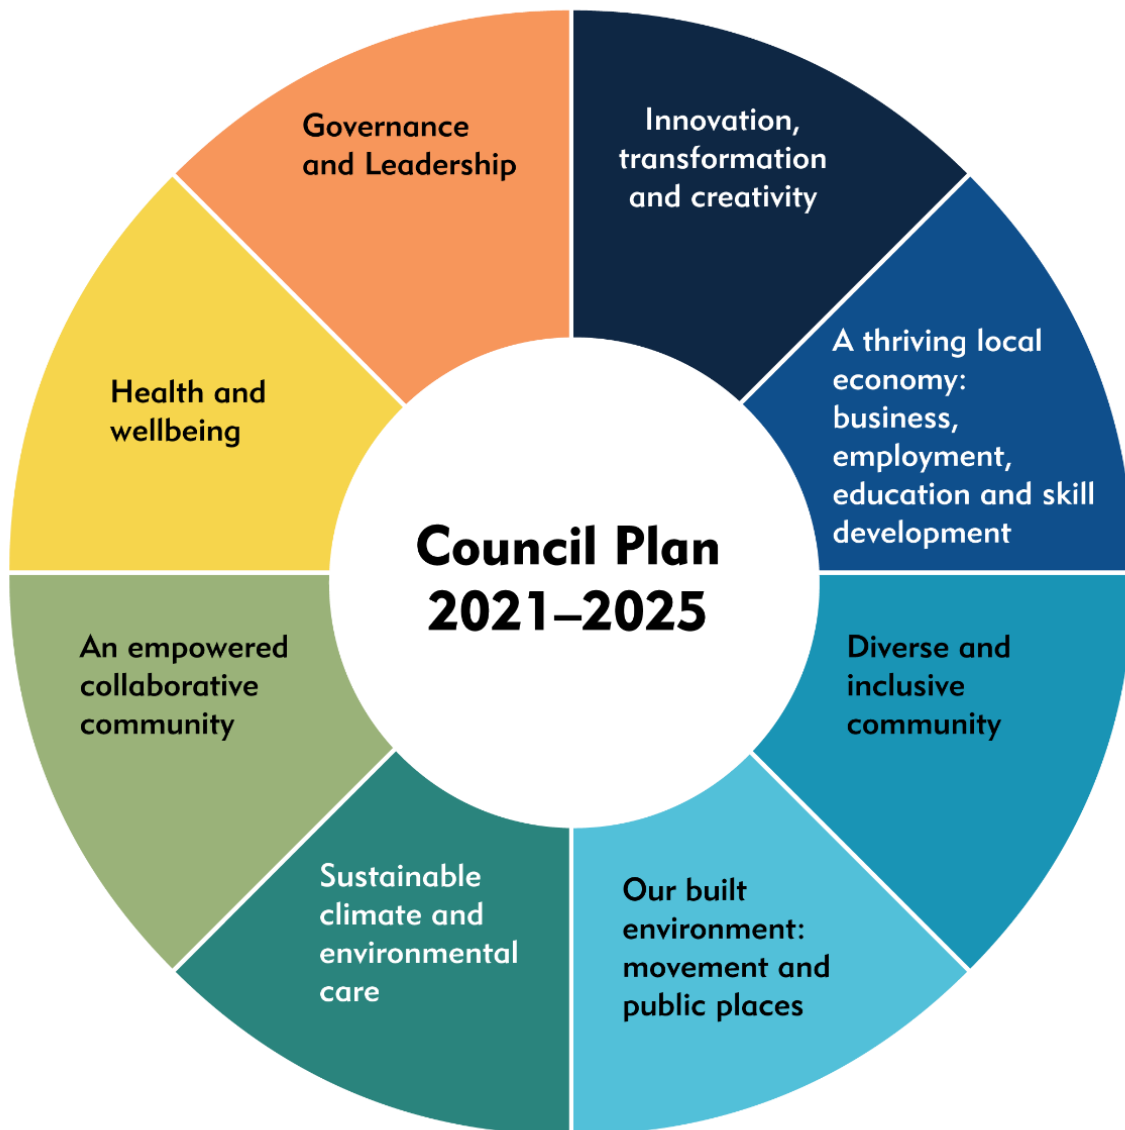 Governance
and Leadership
Innovation,
transformation
and creativity
A thriving local
economy:
business,
employment,
education and skill
development
Health and
wellbeing
Council Plan
2021–2025
An empowered
collaborative
community
Diverse and
inclusive
community
Sustainable
climate and
environmental
care
Our built
environment:
movement and
public places